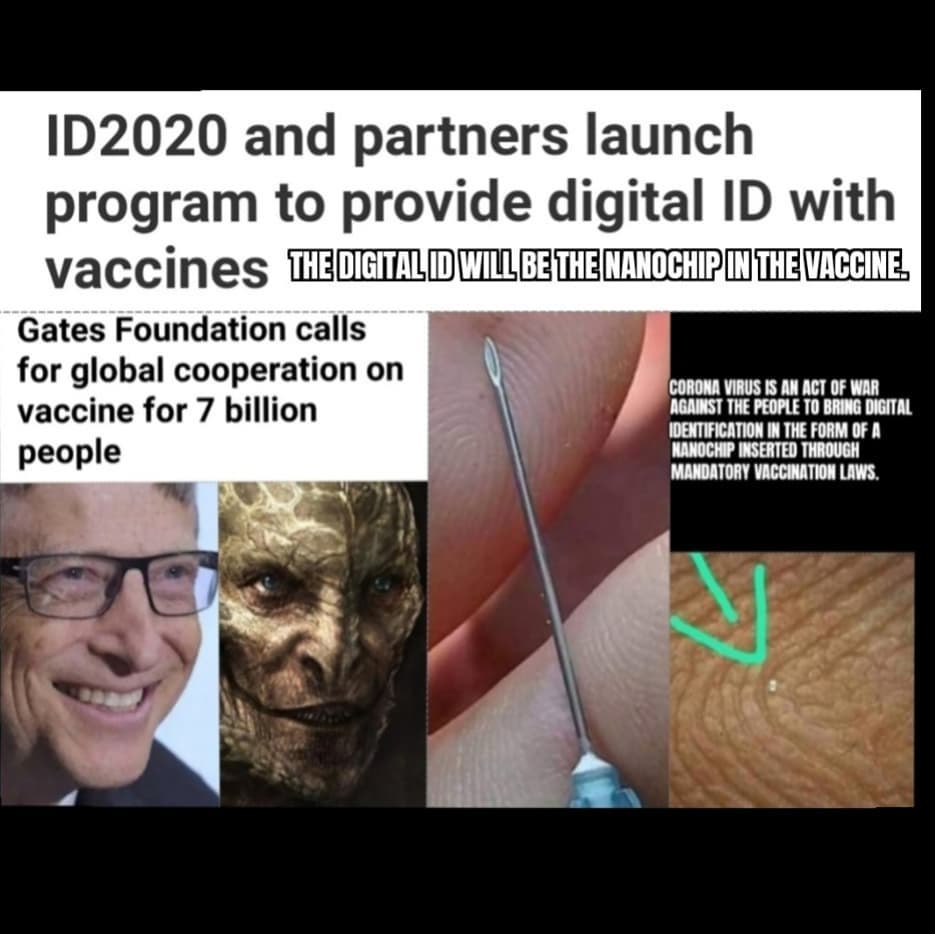 ID2020 and partners launch
program to provide digital ID with
vaccines THE DIGITAL ID WILL BE THE NANOCHIP IN THE VACCINE.
Gates Foundation calls
for global cooperation on
vaccine for 7 billion
people
CORONA VIRUS IS AN ACT OF WAR
AGAINST THE PEOPLE TO BRING DIGITAL
IDENTIFICATION IN THE FORM OF A
NANOCHIP INSERTED THROUGH
MANDATORY VACCINATION LAWS.